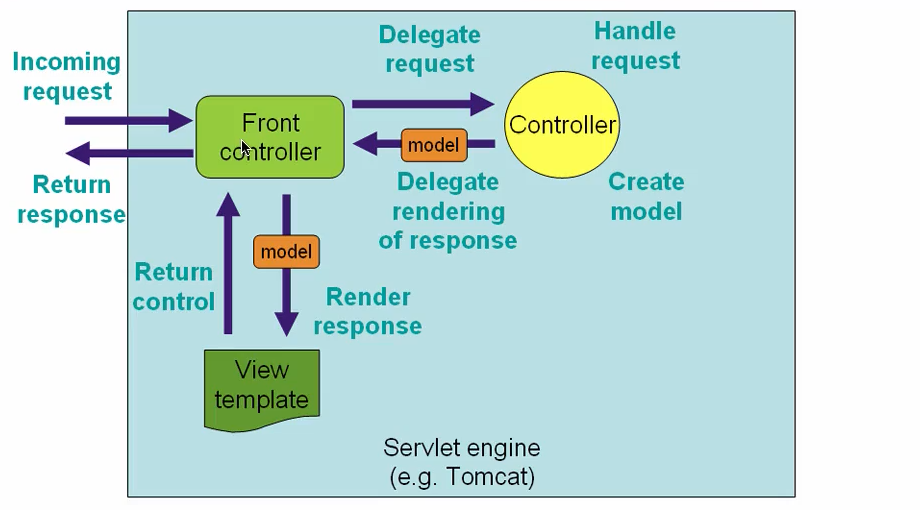 Incoming
request
Return
response
Front
controller
Delegate
request
Handle
request
Controller
model
Delegate
rendering
of response
Create
model
model
Return
control
Render
response
View
template
Servlet engine
(e.g. Tomcat)